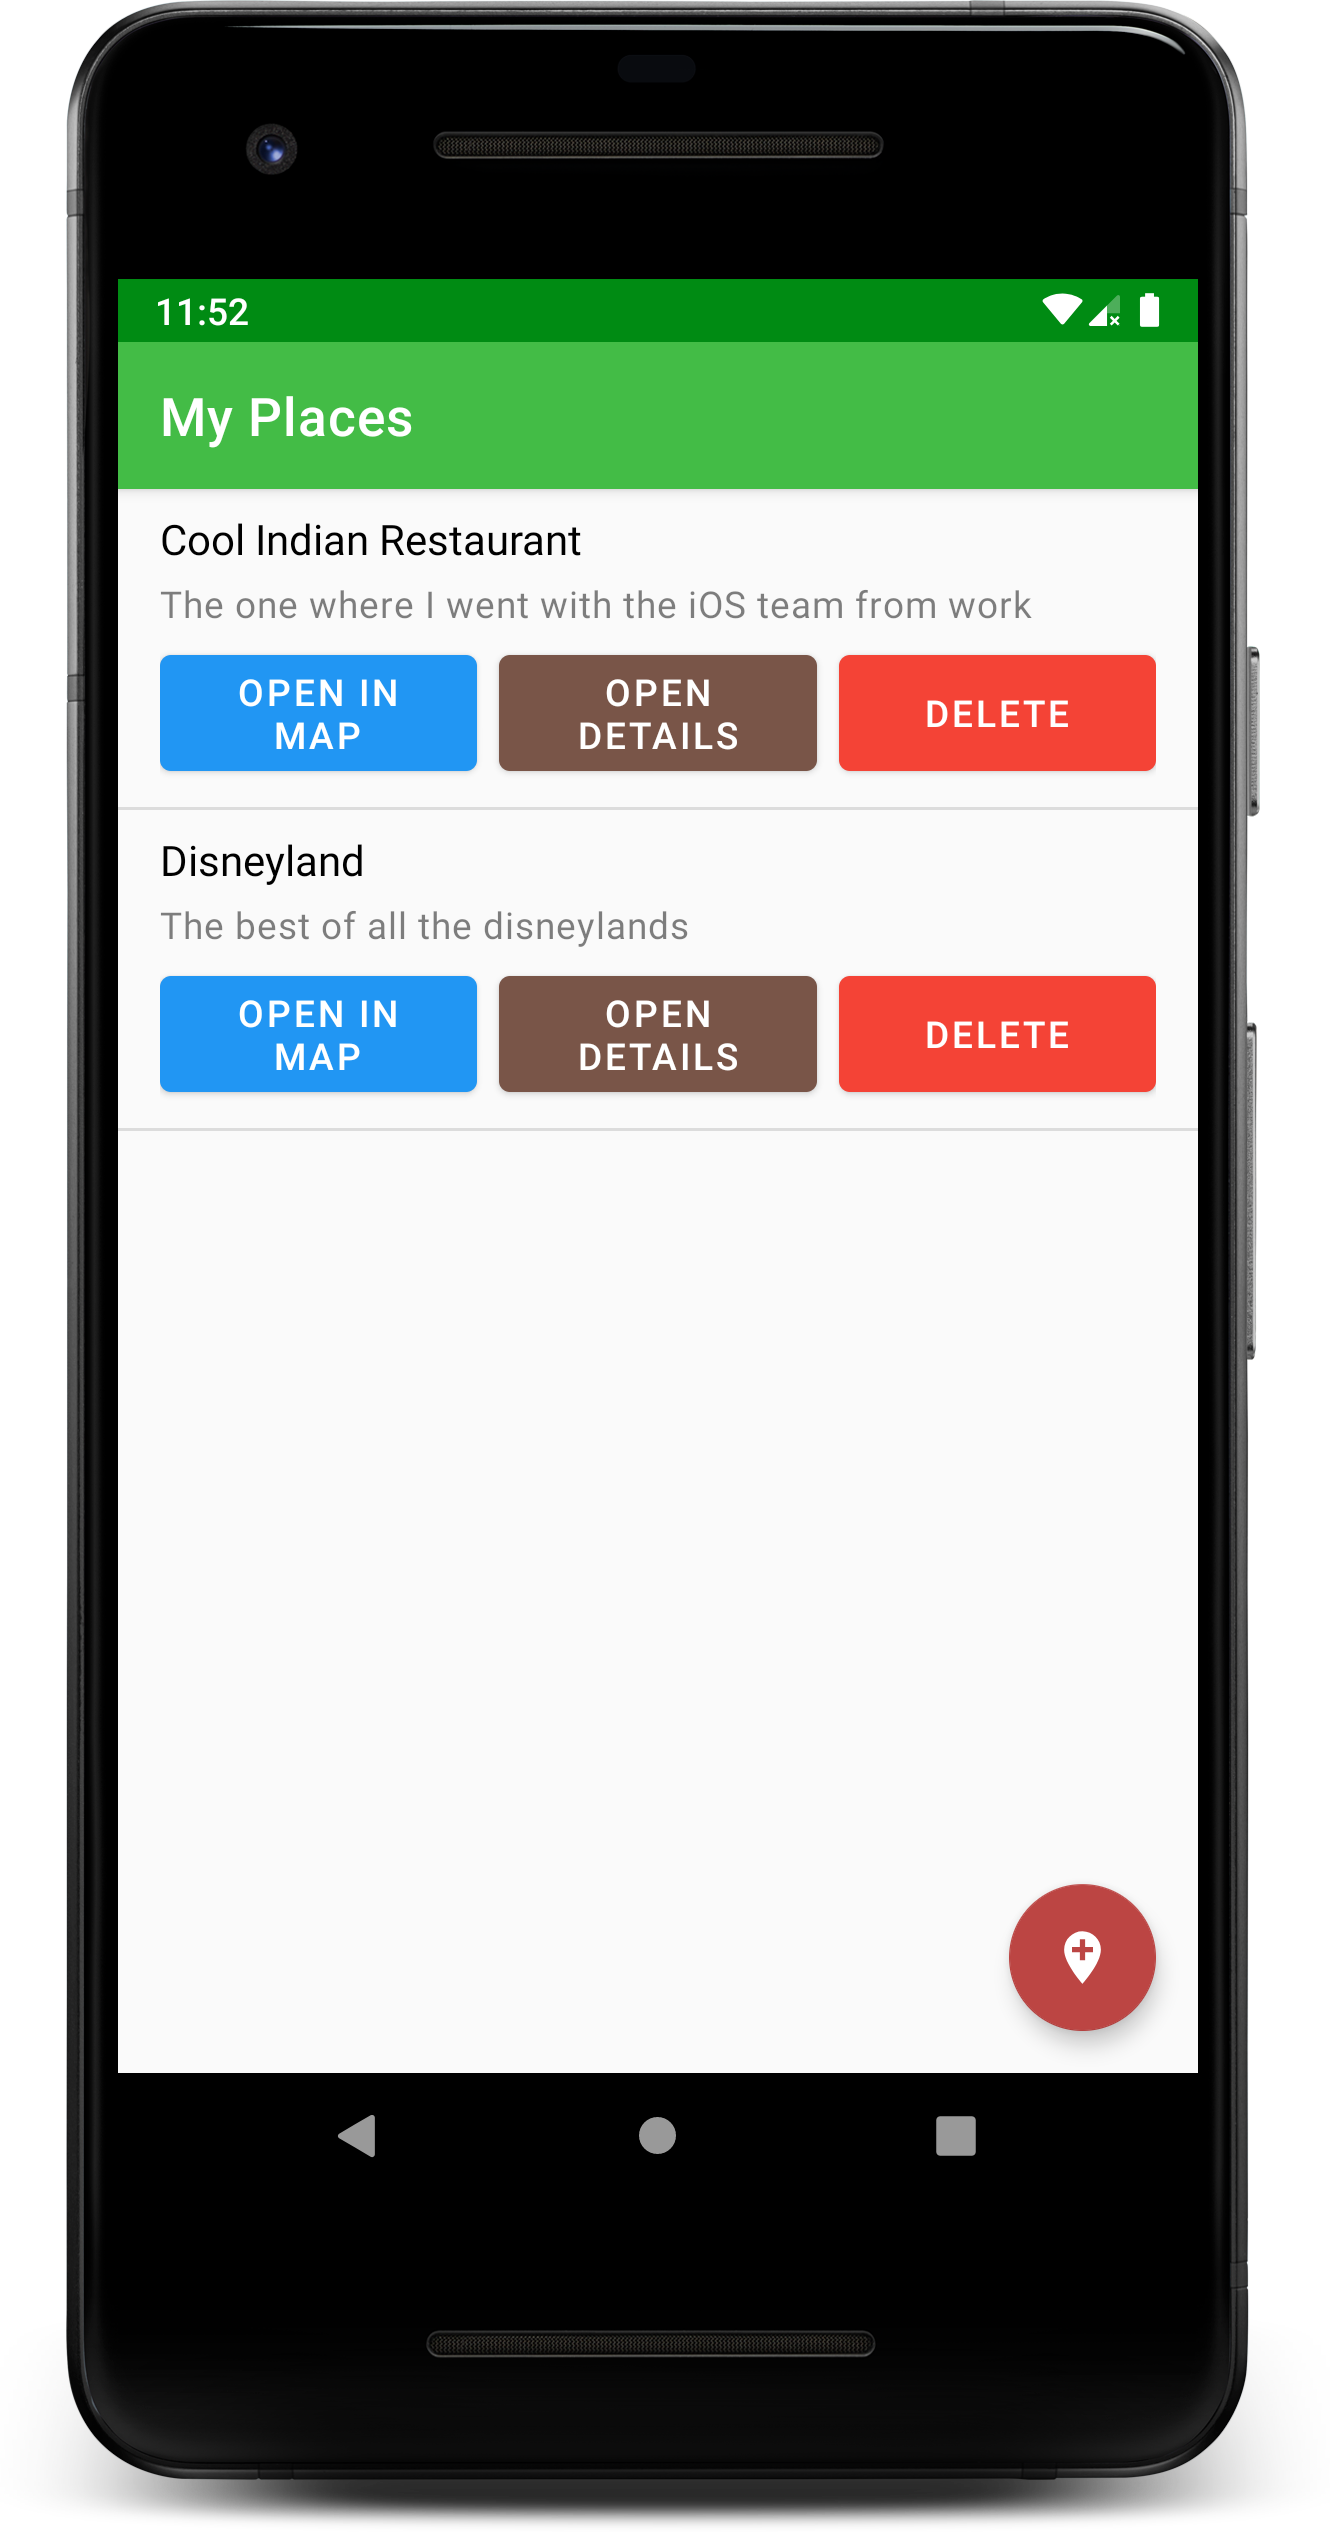 11:52
My Places
Cool Indian Restaurant
The one where I went with the iOS team from work
OPEN IN
MAP
OPEN
DETAILS
DELETE
Disneyland
The best of all the disneylands
OPEN IN
MAP
OPEN
DETAILS
DELETE